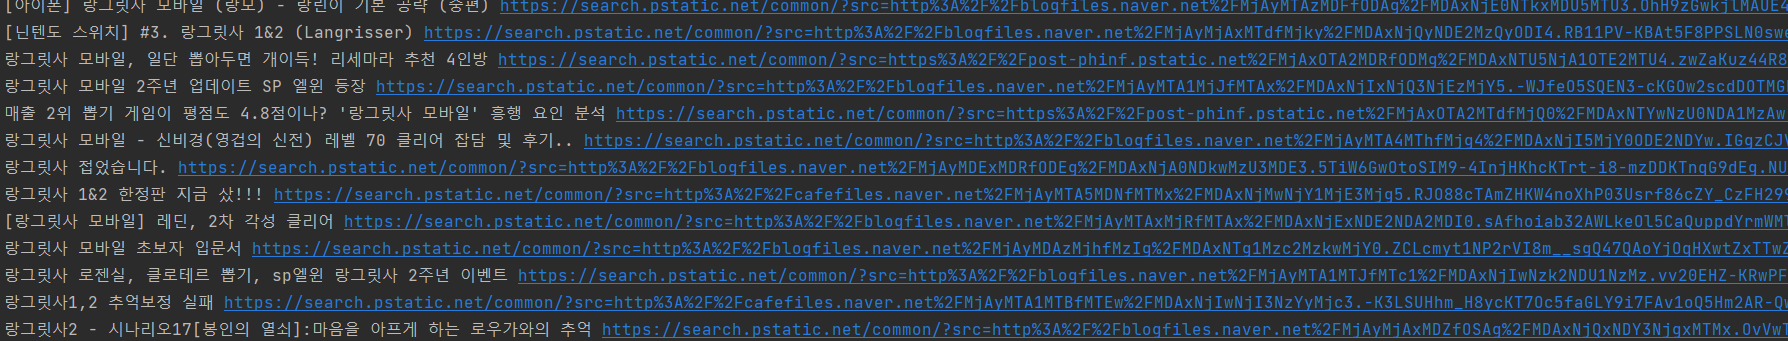 [아이폰] 랑그릿사 모바일 (랑모) - 랑린이 기본 공략 (중편) https://search.pstatic.net/common/?src=http%3A%2F%2Fblogfiles.naver.net%2FMjAyMTAzMDFfODAg%2FMDAxNjE0NTkxMDU5MTU3.OhH9zGwkjlMAUE4
[닌텐도 스위치] #3. 랑그릿사 1&2 (Langrisser) https://search.pstatic.net/common/?src=http%3A%2F%2Fblogfiles.naver.net%2FMjAyMjAxMTdfMjky%2FMDAxNjQyNDE2MzQyODI4.RB11PV-KBAt5F8PPSLN0swe
랑그릿사 모바일, 일단 뽑아두면 개이득! 리세마라 추천 4인방 https://search.pstatic.net/common/?src=https%3A%2F%2Fpost-phinf.pstatic.net%2FMjAxOTA2MDRfODMg%2FMDAxNTU5NjA1OTE2MTU4.zwZaKuz44R8
랑그릿사 모바일 2주년 업데이트 SP 엘윈 등장 https://search.pstatic.net/common/?src=http%3A%2F%2Fblogfiles.naver.net%2FMjAyMTA1MjJfMTAx%2FMDAxNjIxNjQ3NjEzMjY5.-WJfeO5SQEN3-cKGOw2scdDOTMG
매출 2위 뽑기 게임이 평점도 4.8점이나? '랑그릿사 모바일' 흥행 요인 분석 https://search.pstatic.net/common/?src=https%3A%2F%2Fpost-phinf.pstatic.net%2FMjAxOTA2MTdfMjQ0%2FMDAxNTYwNzU0NDA1MzAw
랑그릿사 모바일 - 신비경(영겁의 신전) 레벨 70 클리어 잡담 및 후기.. https://search.pstatic.net/common/?src=http%3A%2F%2Fblogfiles.naver.net%2FMjAyMTA4MThfMjg4%2FMDAxNjI5MjY0ODE2NDYw.IGgzCJV
랑그릿사 접었습니다. https://search.pstatic.net/common/?src=http%3A%2F%2Fblogfiles.naver.net%2FMjAyMDExMDRfODEg%2FMDAxNjA0NDkwMzU3MDE3.5TiW6GwOtoSIM9-4InjHKhcKTrt-i8-mzDDKTnqG9dEg.NU
랑그릿사 1&2 한정판 지금 샀!!! https://search.pstatic.net/common/?src=http%3A%2F%2Fcafefiles.naver.net%2FMjAyMTA5MDNfMTMx%2FMDAxNjMwNjY1MjE3Mjg5.RJO88cTAmZHKW4noXhP03Usrf86cZY_CzFH299
[랑그릿사 모바일] 레딘, 2차 각성 클리어 https://search.pstatic.net/common/?src=http%3A%2F%2Fblogfiles.naver.net%2FMjAyMTAxMjRfMTAx%2FMDAxNjExNDE2NDA2MDI0.sAfhoiab32AWLkeOl5CaQuppdYrmWMT
랑그릿사 모바일 초보자 입문서 https://search.pstatic.net/common/?src=http%3A%2F%2Fblogfiles.naver.net%2FMjAyMDAzMjhfMzIg%2FMDAxNTg1Mzc2MzkwMjY0.ZCLcmyt1NP2rVI8m__sgQ47QAoYjOqHXwtZxTTwZ
랑그릿사 로젠실, 클로테르 뽑기, sp엘윈 랑그릿사 2주년 이벤트 https://search.pstatic.net/common/?src=http%3A%2F%2Fblogfiles.naver.net%2FMjAyMTA1MTJfMTc1%2FMDAxNjIwNzk2NDU1NzMz.vv20EHZ-KRwPF
랑그릿사1,2 추억보정 실패 https://search.pstatic.net/common/?src=http%3A%2F%2Fcafefiles.naver.net%2FMjAyMTA1MTBfMTEw%2FMDAxNjIwNjI3NzYyMjc3.-K3LSUHhm_H8ycKT7Oc5faGLY9i7FAv1oQ5Hm2AR-Qw
랑그릿사2 - 시나리오17[봉인의 열쇠]:마음을 아프게 하는 로우가와의 추억 https://search.pstatic.net/common/?src=http%3A%2F%2Fblogfiles.naver.net%2FMjAyMjAxMDZfOSAg%2FMDAxNjQxNDY3NjgxMTMx.OvVwT